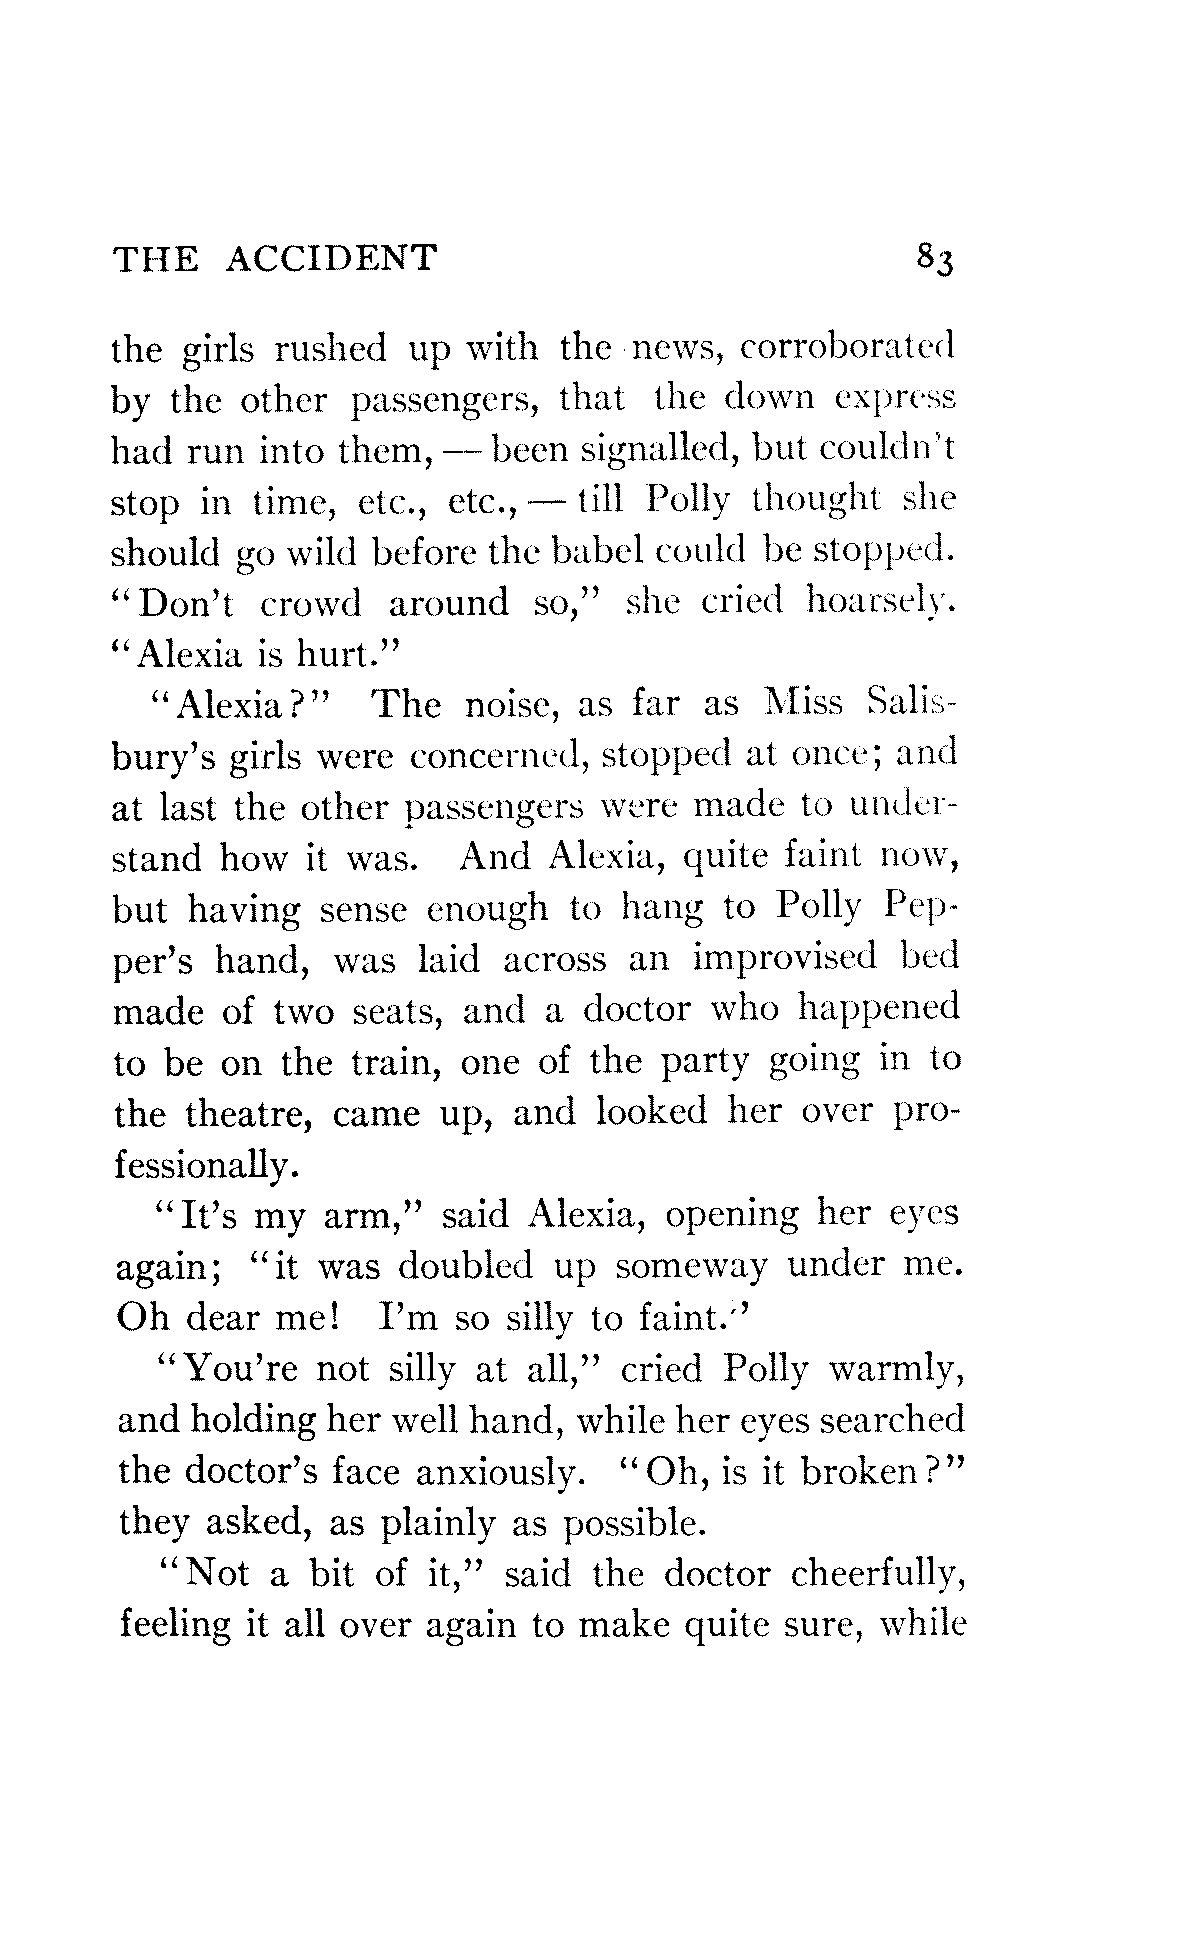 THE ACCIDENT 83
the girls rushed up with the news, corroborated
by the other passengers, that the down express
had run into them, — been signalled, but couldn't
stop in time, etc., etc., — till Polly thought she
should go wild before the babel could be stopped.
"Don't crowd around so," she cried hoarsely.
"Alexia is hurt."
"Alexia?" The noise, as far as Miss Salis-
bury's girls were concerned, stopped at once; and
at last the other passengers were made to under-
stand how it was. And Alexia, quite faint now,
but having sense enough to hang to Polly Pep-
per's hand, was laid across an improvised bed
made of two seats, and a doctor who happened
to be on the train, one of the party going in to
the theatre, came up, and looked her over pro-
fessionally.
"It's my arm," said Alexia, opening her eyes
again; "it was doubled up someway under me.
Oh dear me! I'm so silly to faint."
"You're not silly at all," cried Polly warmly,
and holding her well hand, while her eyes searched
the doctor's face anxiously. "Oh, is it broken?"
they asked, as plainly as possible.
"Not a bit of it," said the doctor cheerfully,
feeling it all over again to make quite sure, while